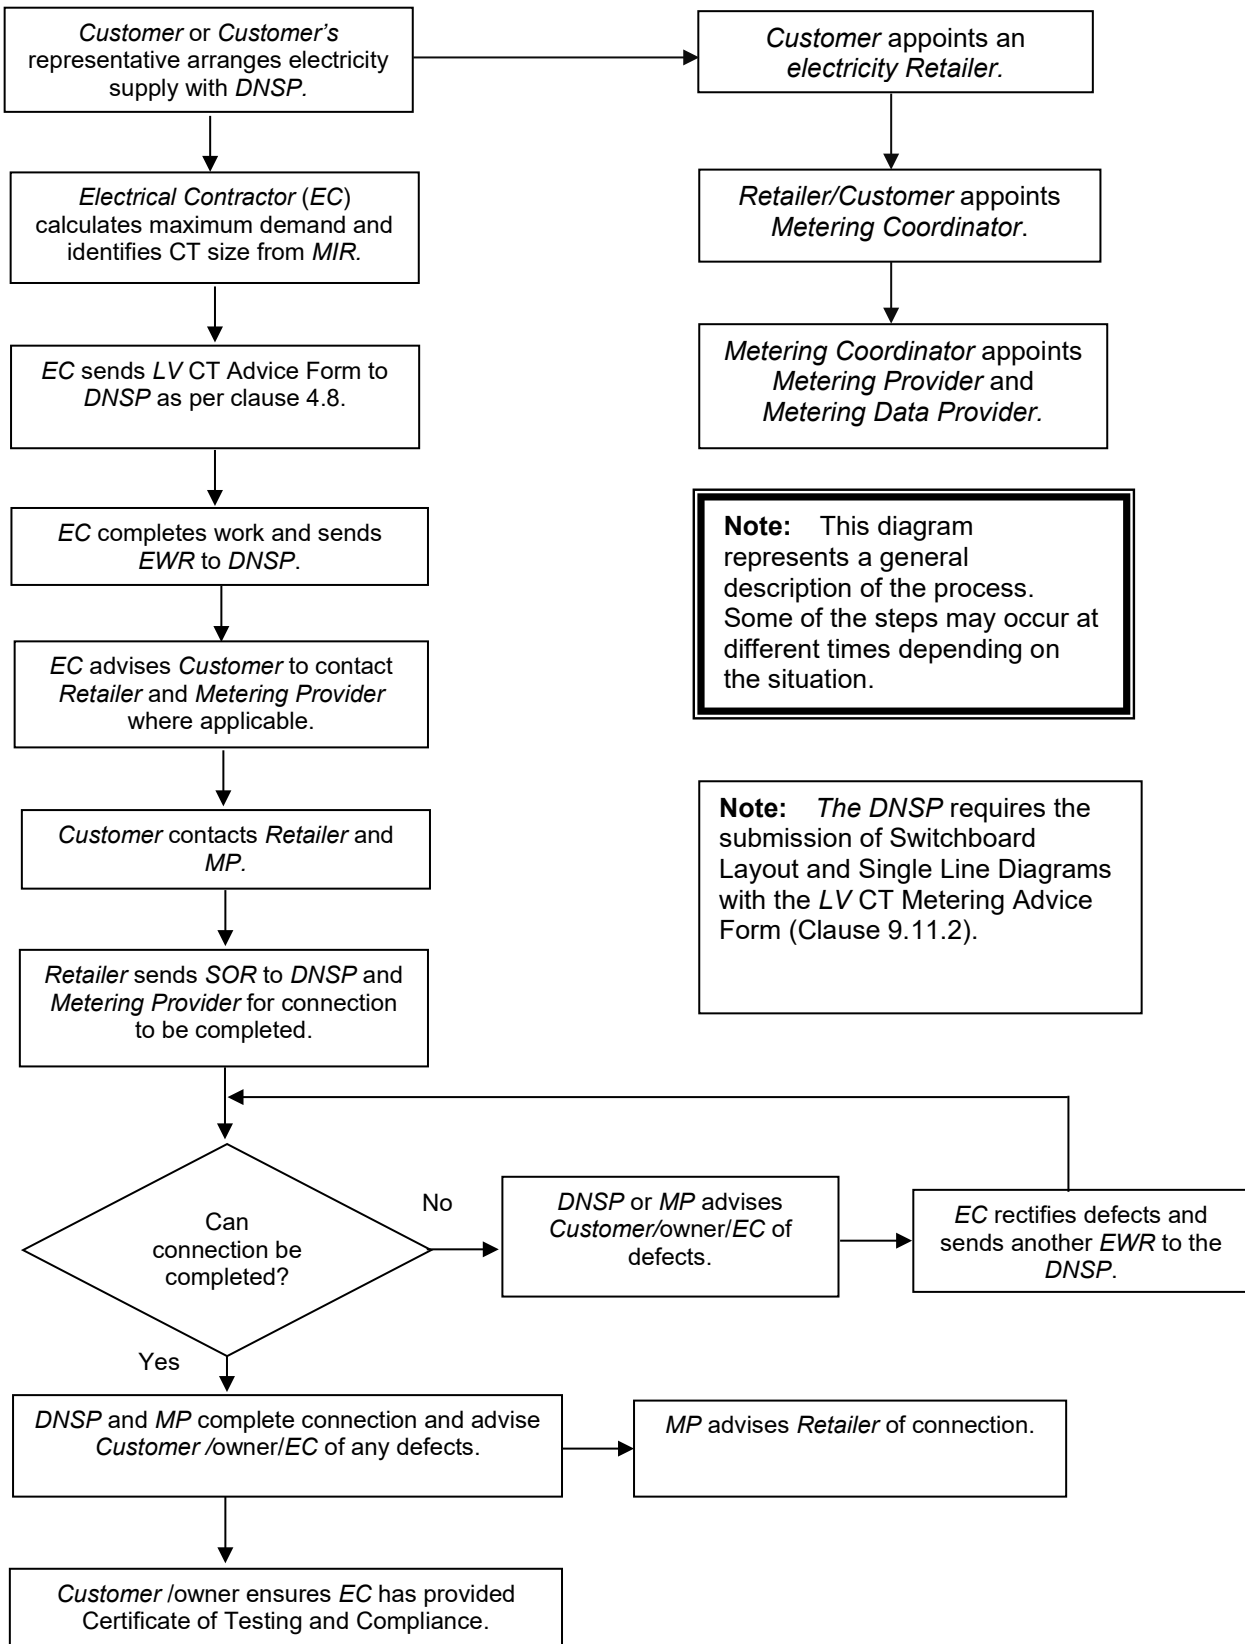 Customer or Customer's
representative arranges electricity
supply with DNSP.
Customer appoints an
electricity Retailer.
Electrical Contractor (EC)
calculates maximum demand and
identifies CT size from MIR.
Retailer/Customer appoints
Metering Coordinator.
EC sends LV CT Advice Form to
DNSP as per clause 4.8.
Metering Coordinator appoints
Metering Provider and
Metering Data Provider.
EC completes work and sends
EWR to DNSP.
Note: This diagram
represents a general
description of the process.
Some of the steps may occur at
different times depending on
the situation.
EC advises Customer to contact
Retailer and Metering Provider
where applicable.
Customer contacts Retailer and
MP.
Note: The DNSP requires the
submission of Switchboard
Layout and Single Line Diagrams
with the LV CT Metering Advice
Form (Clause 9.11.2).
Retailer sends SOR to DNSP and
Metering Provider for connection
to be completed.
Can
connection be
completed?
No
DNSP or MP advises
Customer/owner/EC of
defects.
EC rectifies defects and
sends another EWR to the
DNSP.
Yes
DNSP and MP complete connection and advise
Customer /owner/EC of any defects.
MP advises Retailer of connection.
Customer /owner ensures EC has provided
Certificate of Testing and Compliance.